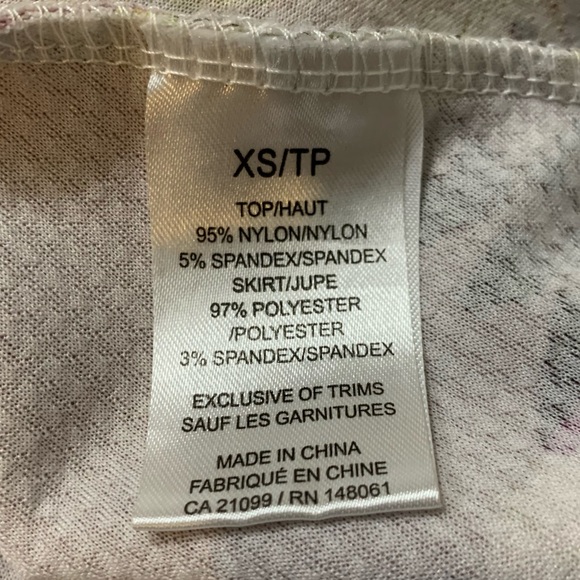 XS/TP
TOP/HAUT
95% NYLON/NYLON
5% SPANDEX/SPANDEX
SKIRT/JUPE
97% POLYESTER
/POLYESTER
3% SPANDEX/SPANDEX
EXCLUSIVE OF TRIMS
SAUF LES GARNITURES
MADE IN CHINA
FABRIQUÉ EN CHINE
CA 21099 / RN 148061